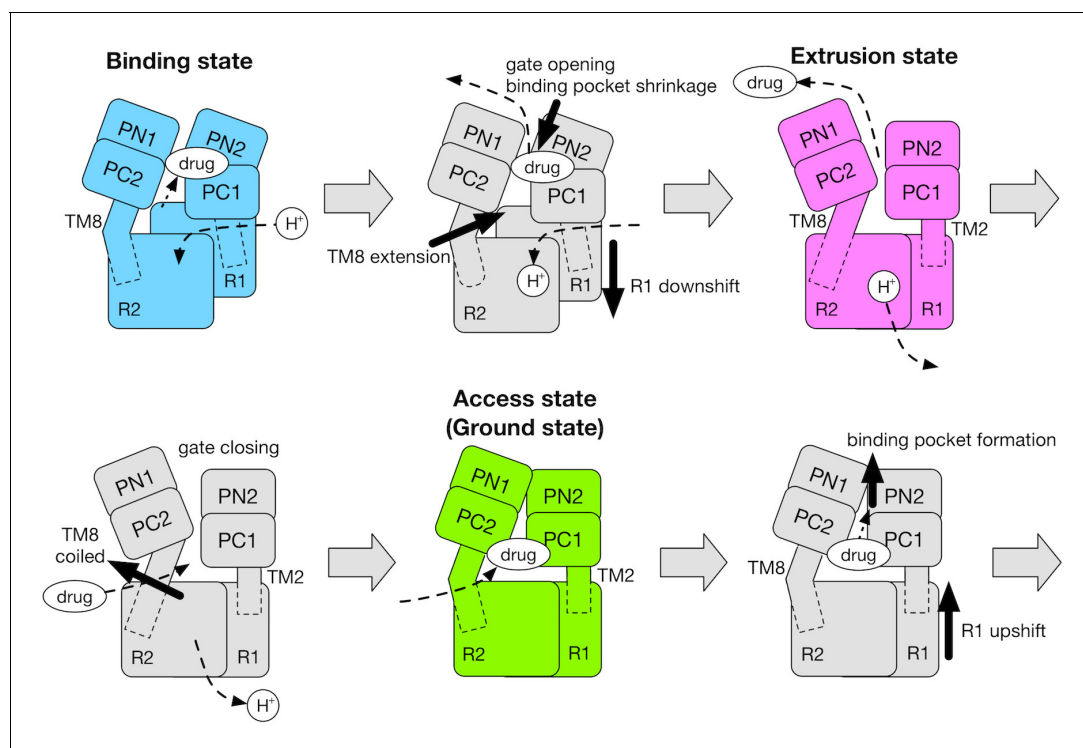 Binding state
PN1
PN2
PC2
drug
PC1
TM8
H⁺
R1
R2
gate opening
binding pocket shrinkage
PN1
PN2
drug
PC2
PC1
TM8 extension
H⁺
R1
R1 downshift
R2
Extrusion state
drug
PN1
PN2
PC2
PC1
TM8
TM2
H⁺
R2
R1
gate closing
PN1
PN2
PC2
PC1
TM8
coiled
drug
TM2
R2
R1
H⁺
Access state
(Ground state)
PN1
PN2
PC2
PC1
drug
TM2
R2
R1
binding pocket formation
PN1
PN2
PC2
PC1
drug
TM8
R1 upshift
R2
R1